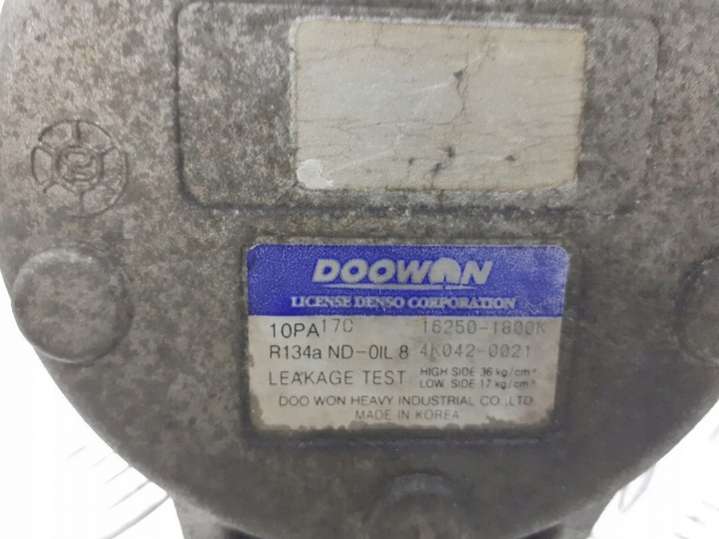 DOOWON
LICENSE DENSO CORPORATION
10PA17C 16250-1800K
R134a ND-OIL 8 4K042-0021
LEAKAGE TEST HIGH SIDE 36 kg/cm²
LOW SIDE 17 kg/cm²
DOO WON HEAVY INDUSTRIAL CO.,LTD.
MADE IN KOREA